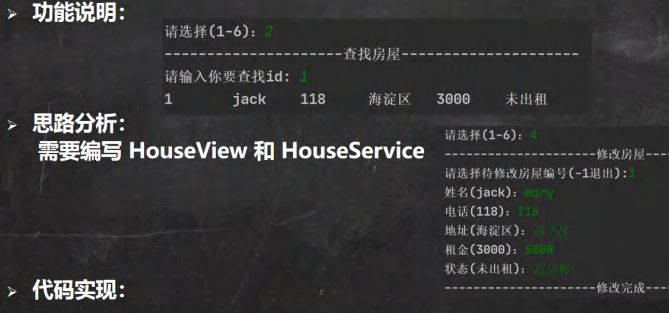 ➢ 功能说明：
请选择(1-6)：2
---------------------查找房屋---------------------
请输入你要查找id: 1
1 jack 118 海淀区 3000 未出租
➢ 思路分析：
需要编写 HouseView 和 HouseService
请选择(1-6)：4
------------------修改房屋---
请选择待修改房屋编号(-1退出):1
姓名(jack)：mary
电话(118)：116
地址(海淀区)：昌平区
租金(3000)：5000
状态(未出租)：已出租
------------------修改完成---
➢ 代码实现：